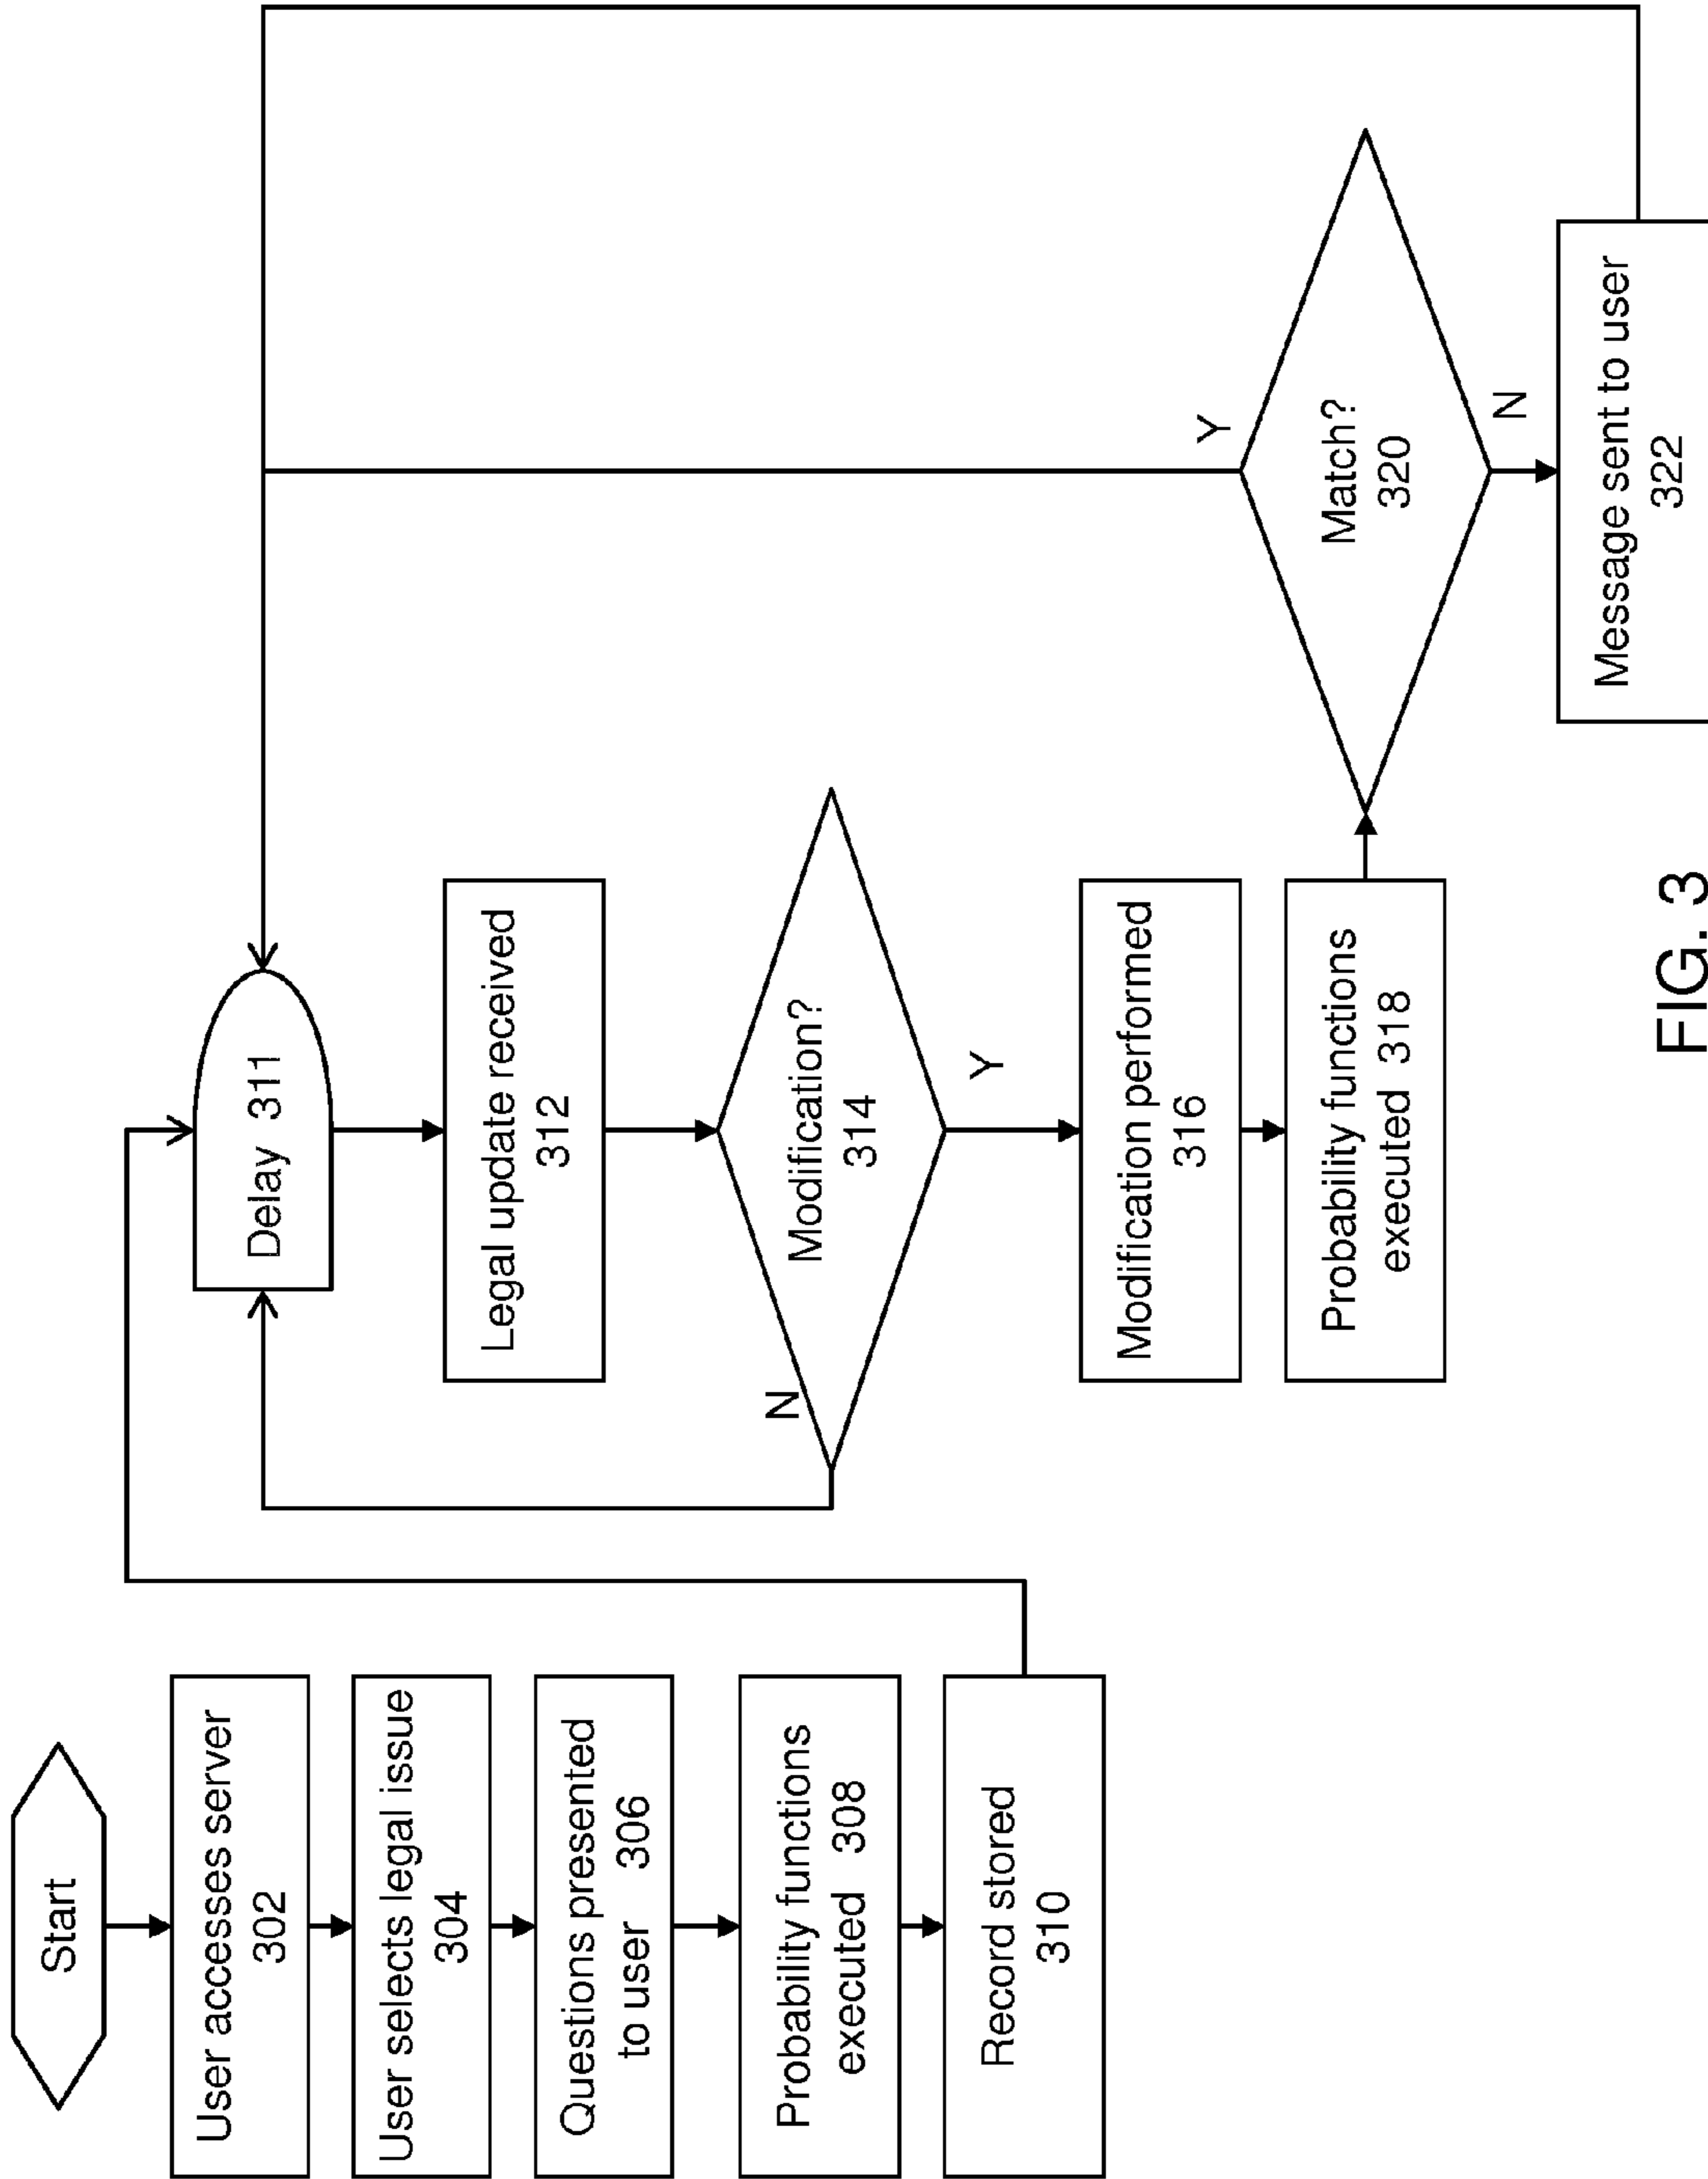 Start
User accesses server
302
User selects legal issue
304
Questions presented
to user 306
Probability functions
executed 308
Record stored
310
Delay 311
Legal update received
312
Modification?
314
N
Y
Modification performed
316
Probability functions
executed 318
Match?
320
Y
N
Message sent to user
322
FIG. 3